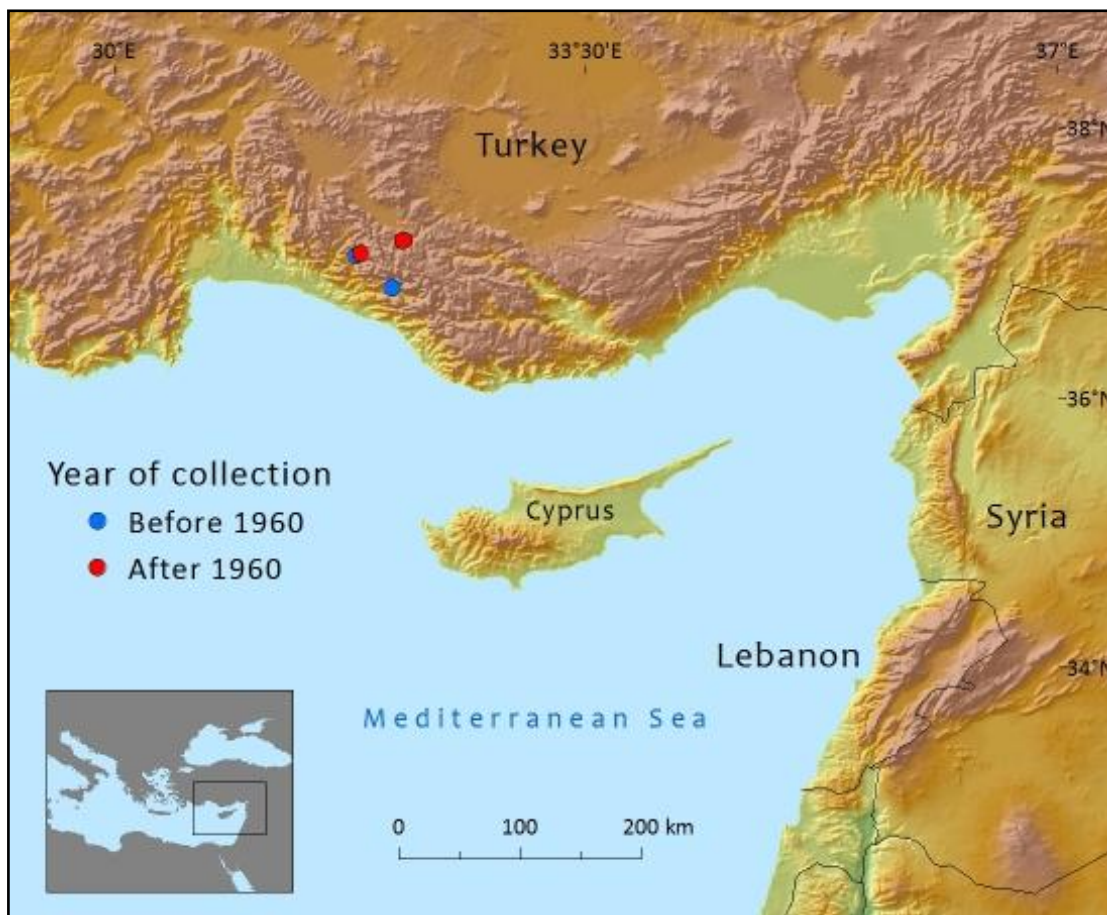 30°E
33°30'E
37°E
38°N
Turkey
36°N
Year of collection
Before 1960
After 1960
Cyprus
Syria
Lebanon
34°N
Mediterranean Sea
0
100
200 km